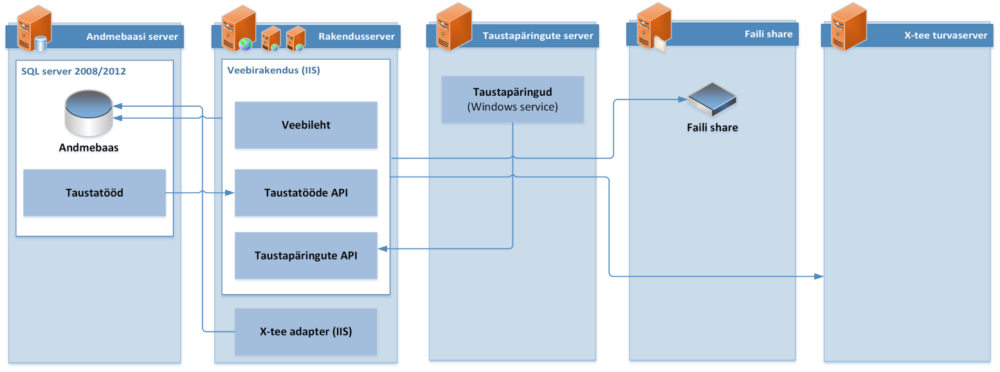 Andmebaasi server
SQL server 2008/2012
Andmebaas
Taustatööd
Rakendusserver
Veebirakendus (IIS)
Veebileht
Taustatööde API
Taustapäringute API
X-tee adapter (IIS)
Taustapäringute server
Taustapäringud
(Windows service)
Faili share
Faili share
X-tee turvaserver